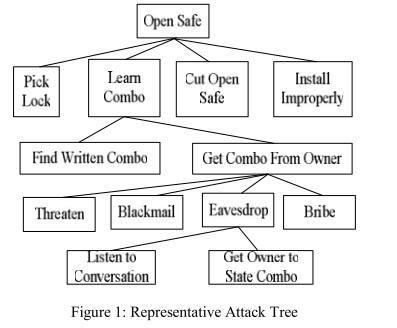 Open Safe
Pick
Lock
Learn
Combo
Cut Open
Safe
Install
Improperly
Find Written Combo
Get Combo From Owner
Threaten
Blackmail
Eavesdrop
Bribe
Listen to
Conversation
Get Owner to
State Combo
Figure 1: Representative Attack Tree